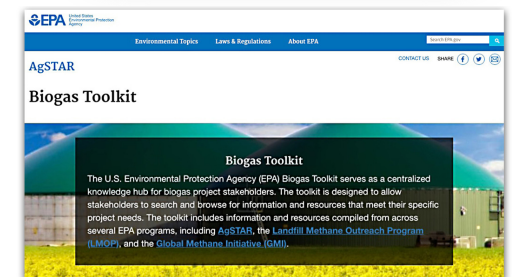 EPA United States Environmental Protection Agency
Environmental Topics Laws & Regulations About EPA
Search EPA.gov
CONTACT US SHARE
AgSTAR
Biogas Toolkit
Biogas Toolkit
The U.S. Environmental Protection Agency (EPA) Biogas Toolkit serves as a centralized
knowledge hub for biogas project stakeholders. The toolkit is designed to allow
stakeholders to search and browse for information and resources that meet their specific
project needs. The toolkit includes information and resources compiled from across
several EPA programs, including AgSTAR, the Landfill Methane Outreach Program
(LMOP), and the Global Methane Initiative (GMI).